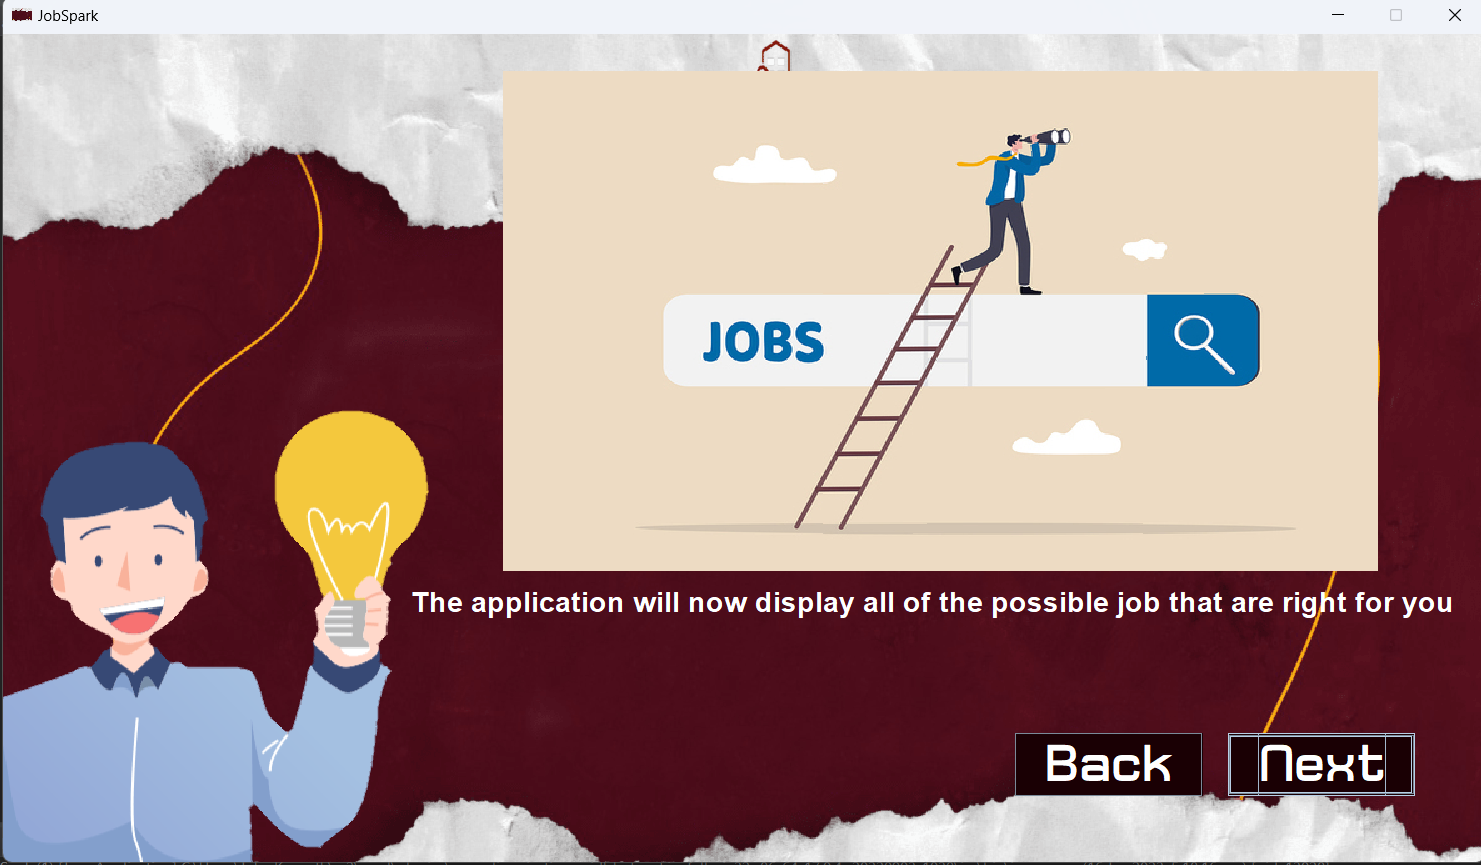 JobSpark
JOBS
The application will now display all of the possible job that are right for you
Back Next